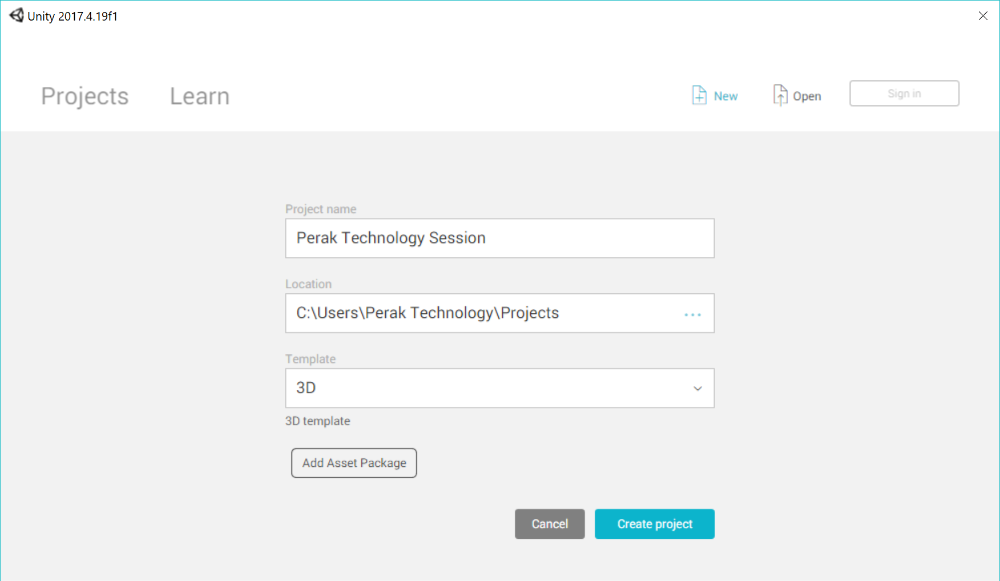 Unity 2017.4.19f1
Projects Learn New Open Sign in
Project name
Perak Technology Session
Location
C:\Users\Perak Technology\Projects
Template
3D
3D template
Add Asset Package
Cancel Create project